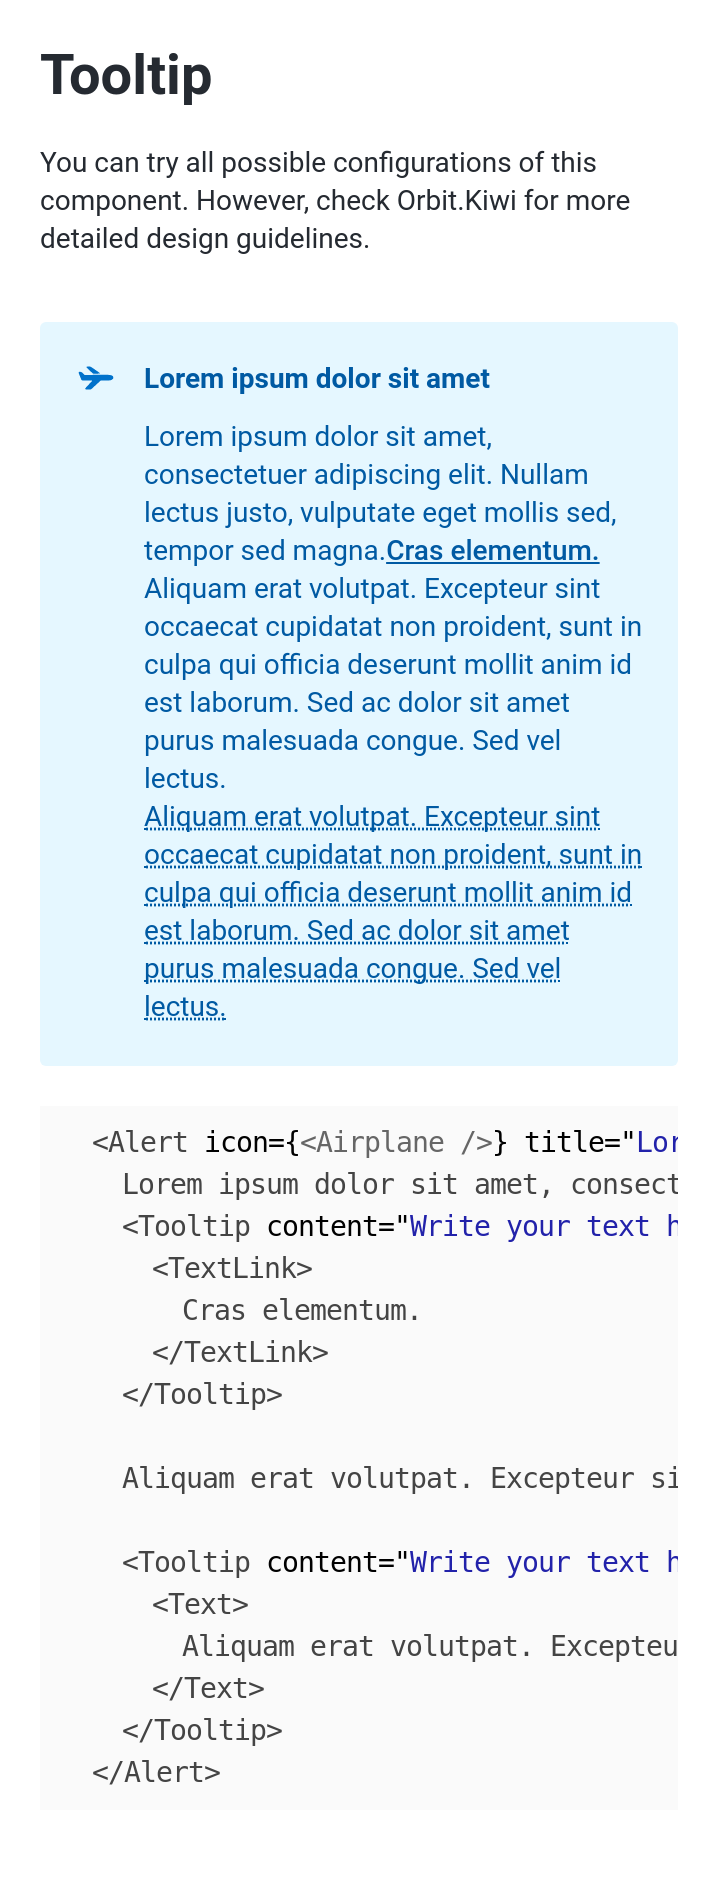 Tooltip
You can try all possible configurations of this
component. However, check Orbit.Kiwi for more
detailed design guidelines.
Lorem ipsum dolor sit amet
Lorem ipsum dolor sit amet,
consectetuer adipiscing elit. Nullam
lectus justo, vulputate eget mollis sed,
tempor sed magna.Cras elementum.
Aliquam erat volutpat. Excepteur sint
occaecat cupidatat non proident, sunt in
culpa qui officia deserunt mollit anim id
est laborum. Sed ac dolor sit amet
purus malesuada congue. Sed vel
lectus.
Aliquam erat volutpat. Excepteur sint
occaecat cupidatat non proident, sunt in
culpa qui officia deserunt mollit anim id
est laborum. Sed ac dolor sit amet
purus malesuada congue. Sed vel
lectus.
<Alert icon={<Airplane />} title="Lor
Lorem ipsum dolor sit amet, consect
<Tooltip content="Write your text h
<TextLink>
Cras elementum.
</TextLink>
</Tooltip>
Aliquam erat volutpat. Excepteur si
<Tooltip content="Write your text h
<Text>
Aliquam erat volutpat. Excepteu
</Text>
</Tooltip>
</Alert>